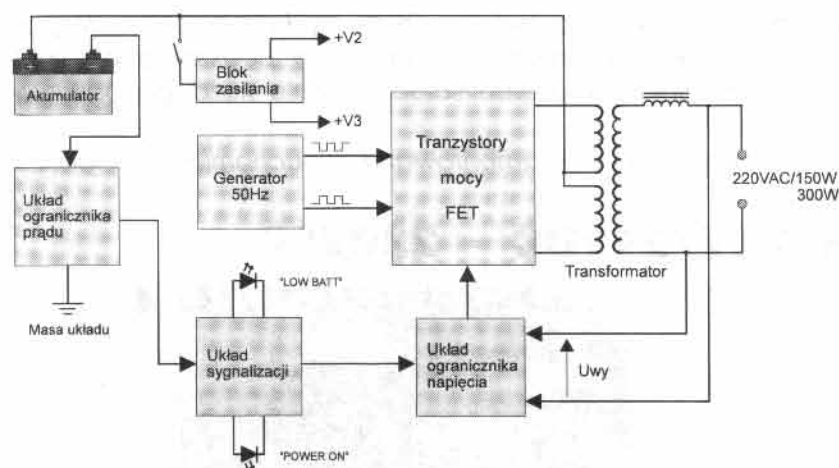 +V2
Blok
zasilania
Akumulator
+V3
Tranzystory
mocy
FET
Generator
50Hz
Układ
ogranicznika
prądu
220VAC/150W
300W
Transformator
"LOW BATT"
Masa układu
Układ
sygnalizacji
Układ
ogranicznika
napięcia
Uwy
"POWER ON"